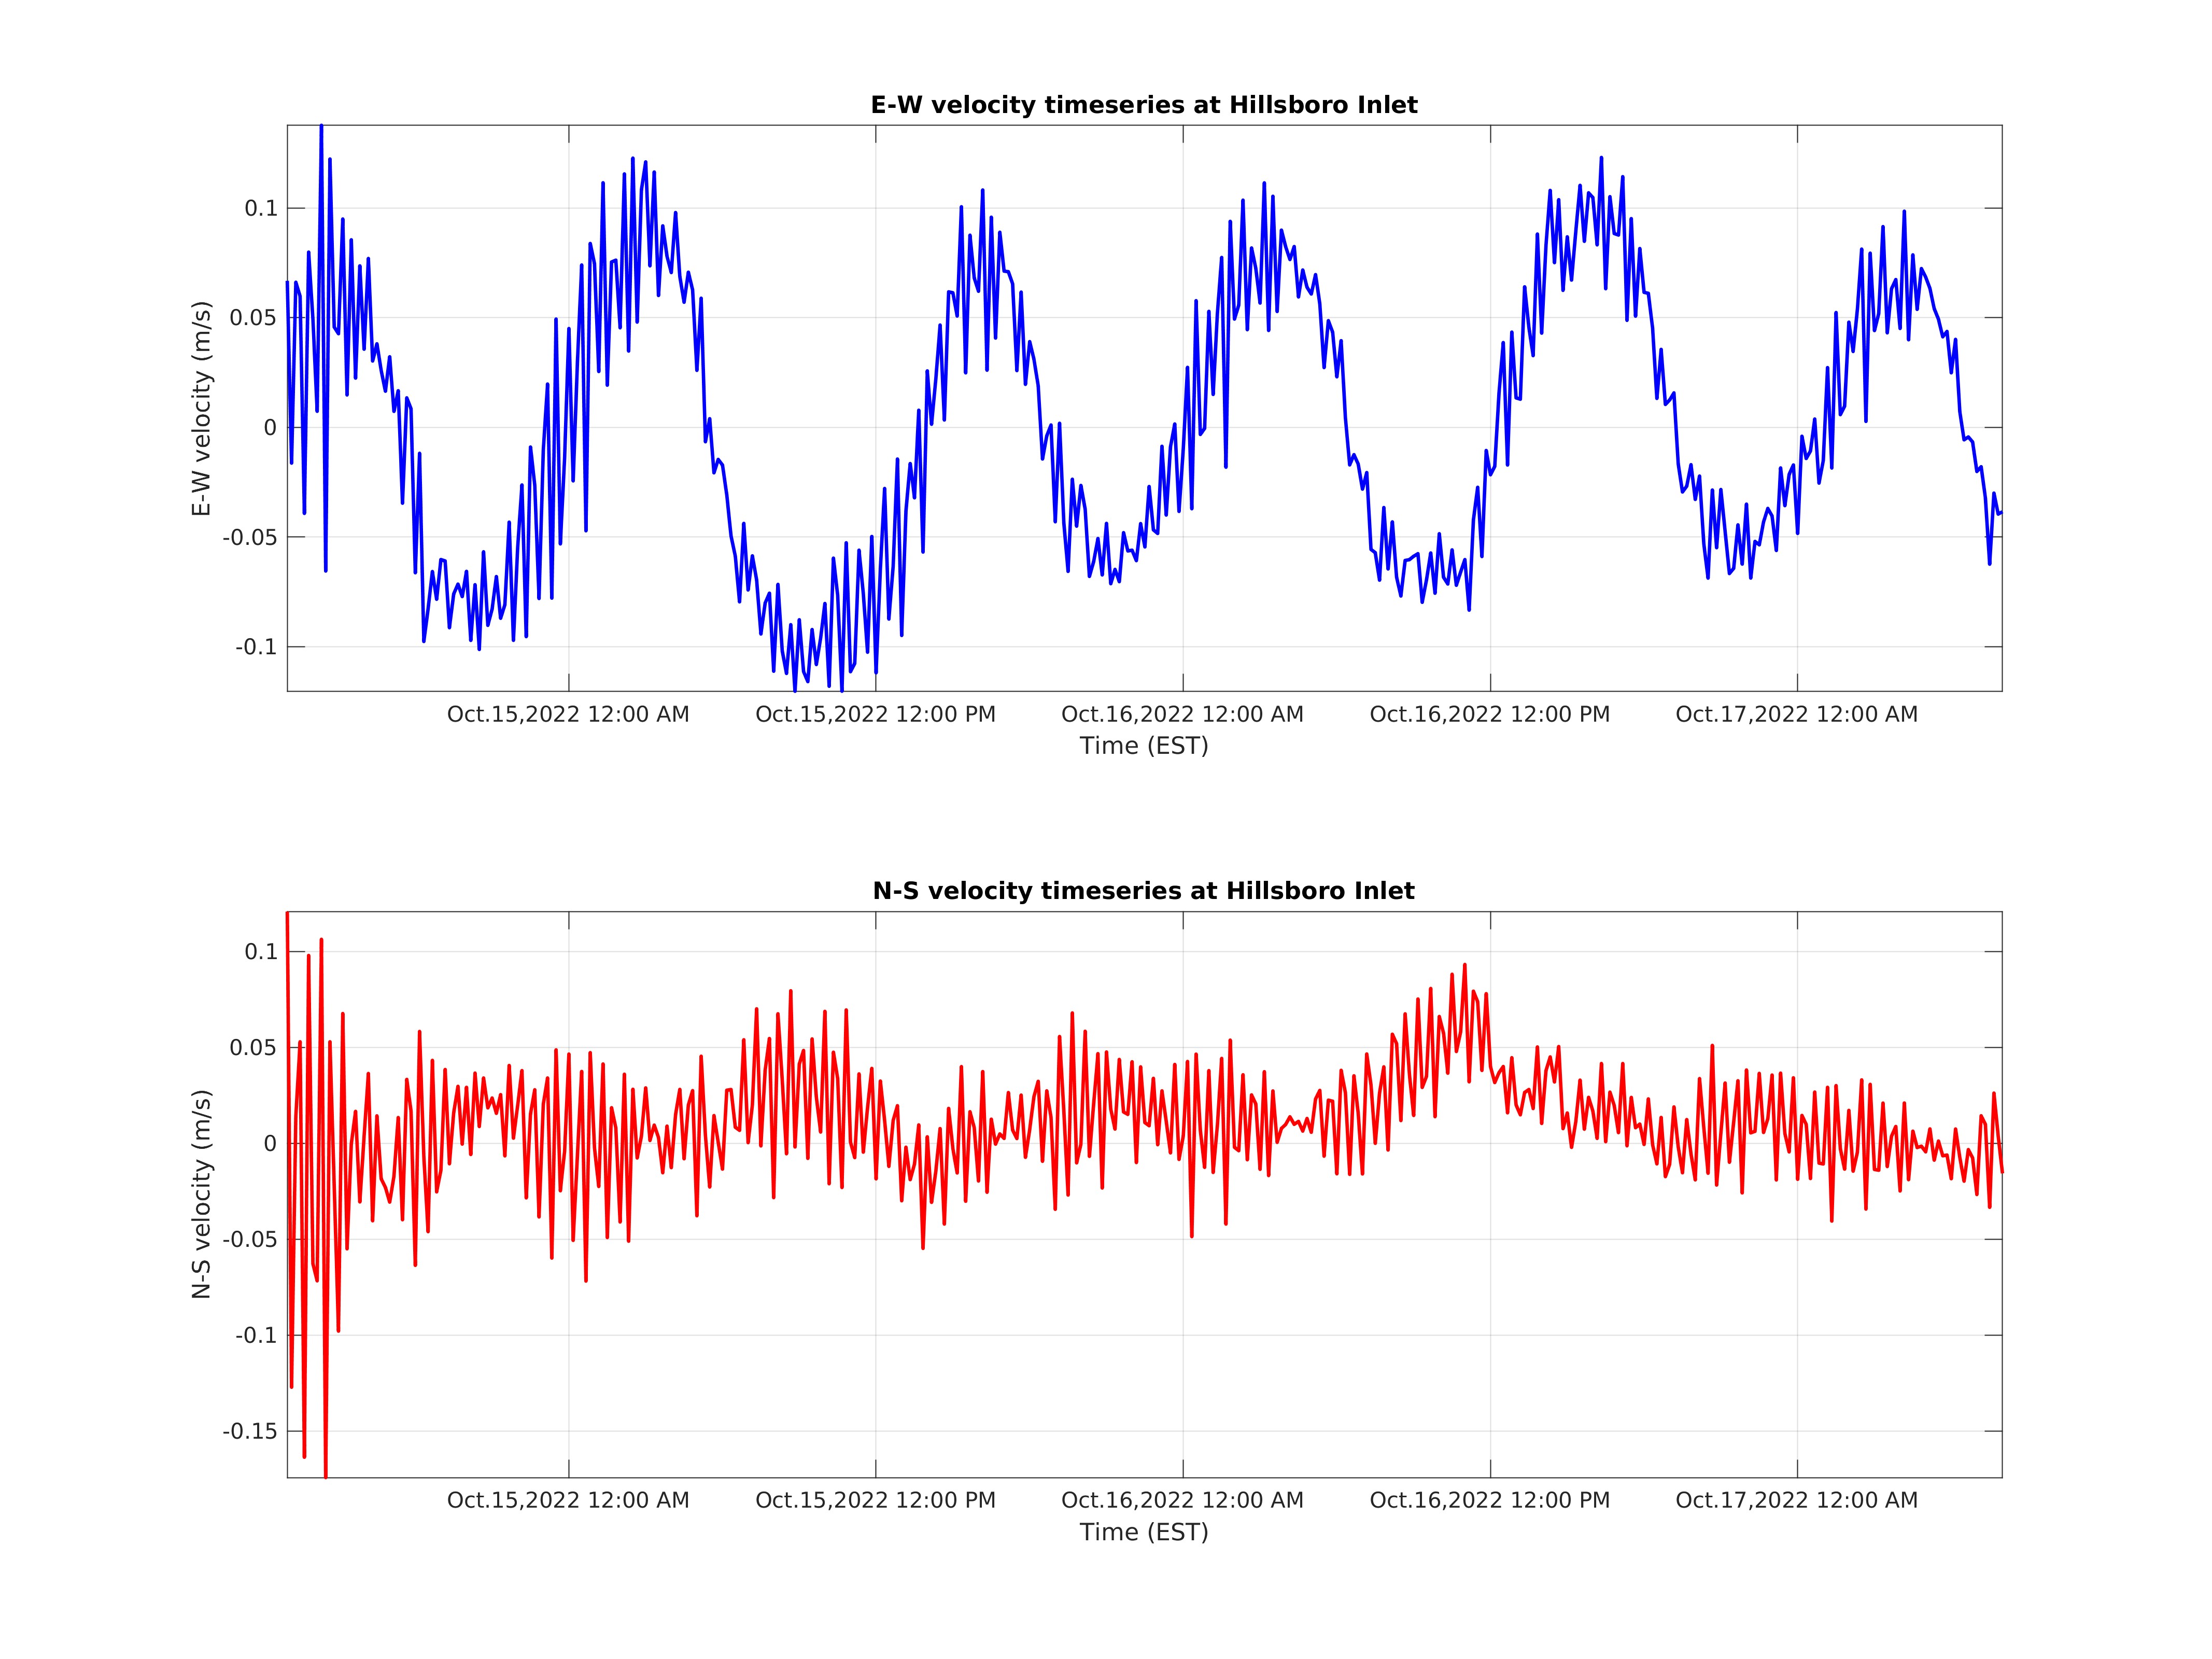 E-W velocity timeseries at Hillsboro Inlet
E-W velocity (m/s)
0.1
0.05
0
-0.05
-0.1
Oct.15,2022 12:00 AM Oct.15,2022 12:00 PM Oct.16,2022 12:00 AM Oct.16,2022 12:00 PM Oct.17,2022 12:00 AM
Time (EST)
N-S velocity timeseries at Hillsboro Inlet
N-S velocity (m/s)
0.1
0.05
0
-0.05
-0.1
-0.15
Oct.15,2022 12:00 AM Oct.15,2022 12:00 PM Oct.16,2022 12:00 AM Oct.16,2022 12:00 PM Oct.17,2022 12:00 AM
Time (EST)